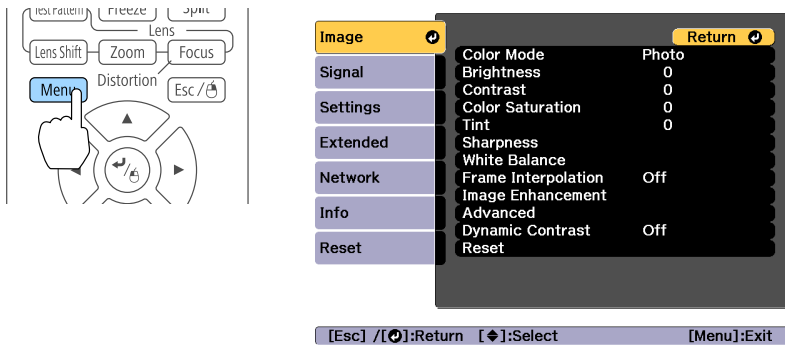 Test Pattern Freeze Split
Lens
Lens Shift Zoom Focus
Distortion
Menu Esc /
Image
Signal
Settings
Extended
Network
Info
Reset
Return
Color Mode Photo
Brightness 0
Contrast 0
Color Saturation 0
Tint 0
Sharpness
White Balance
Frame Interpolation Off
Image Enhancement
Advanced
Dynamic Contrast Off
Reset
[Esc] /[⏎]:Return [◆]:Select [Menu]:Exit